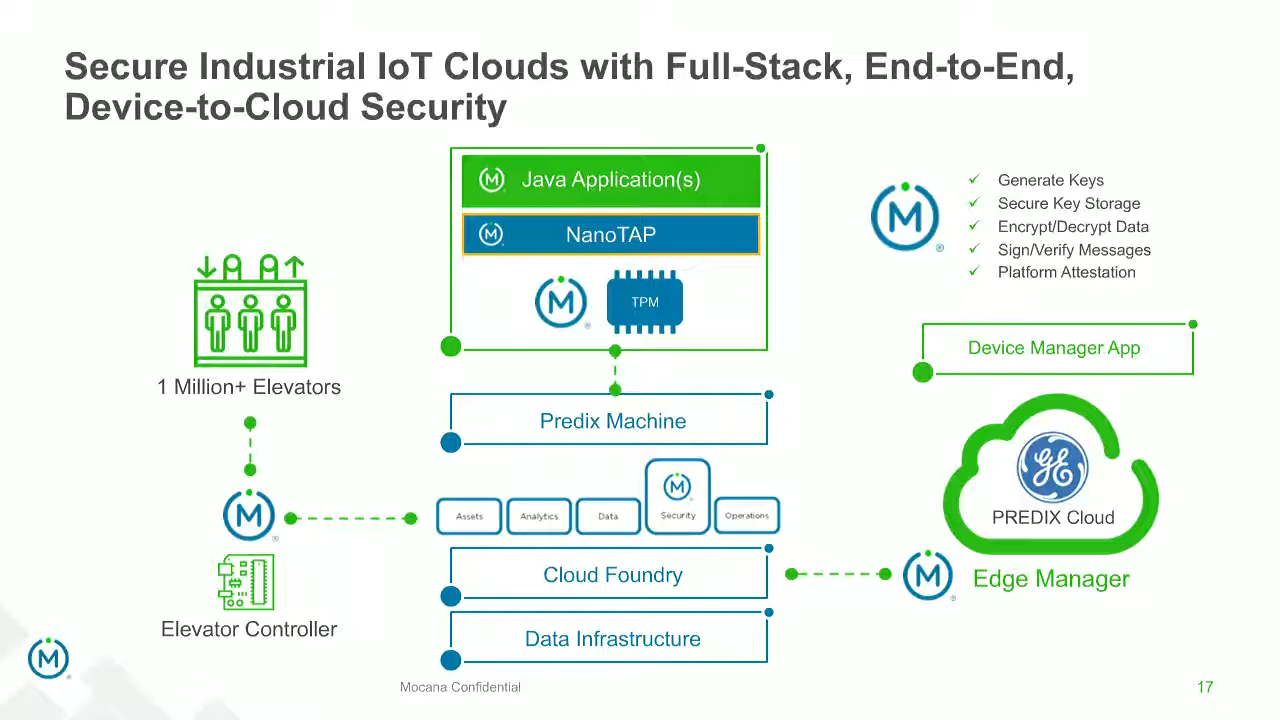 Secure Industrial IoT Clouds with Full-Stack, End-to-End,
Device-to-Cloud Security
Java Application(s)
NanoTAP
TPM
Generate Keys
Secure Key Storage
Encrypt/Decrypt Data
Sign/Verify Messages
Platform Attestation
1 Million+ Elevators
Device Manager App
Predix Machine
Assets
Analytics
Data
Security
Operations
PREDIX Cloud
Cloud Foundry
Edge Manager
Elevator Controller
Data Infrastructure
Mocana Confidential
17